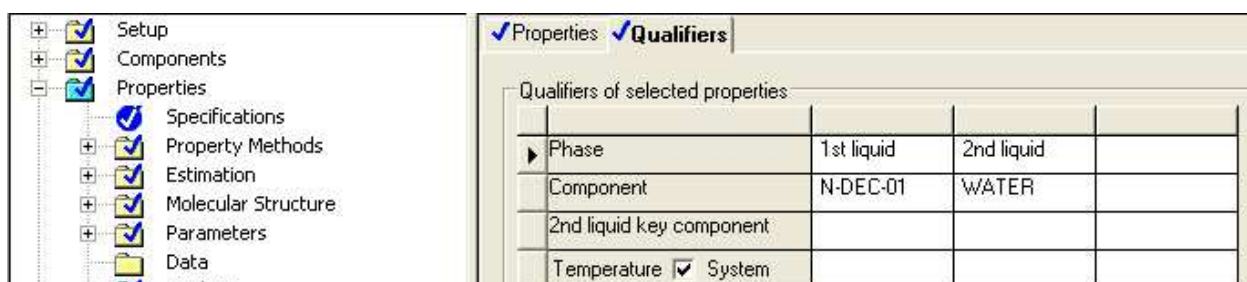 Setup
Components
Properties
Specifications
Property Methods
Estimation
Molecular Structure
Parameters
Data
Properties Qualifiers
Qualifiers of selected properties
Phase 1st liquid 2nd liquid
Component N-DEC-01 WATER
2nd liquid key component
Temperature System